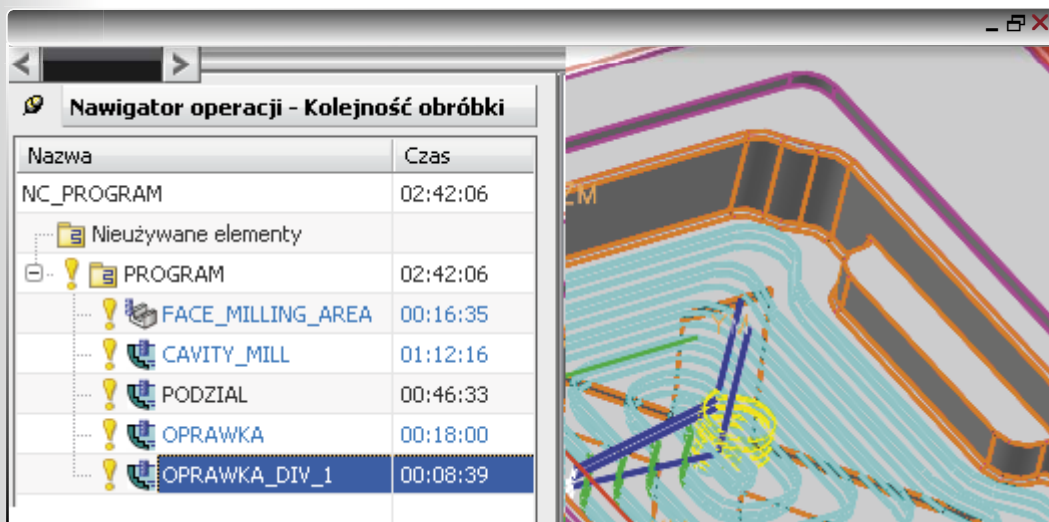 Nawigator operacji - Kolejność obróbki
Nazwa Czas
NC_PROGRAM 02:42:06
Nieużywane elementy
PROGRAM 02:42:06
FACE_MILLING_AREA 00:16:35
CAVITY_MILL 01:12:16
PODZIAL 00:46:33
OPRAWKA 00:18:00
OPRAWKA_DIV_1 00:08:39